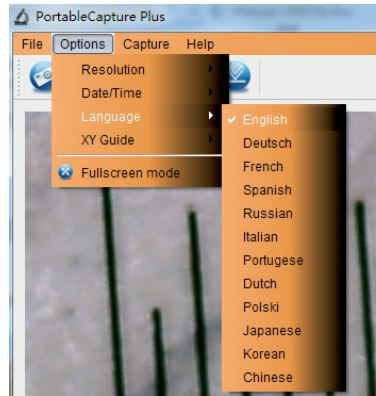 PortableCapture Plus
File Options Capture Help
Resolution
Date/Time
Language
XY Guide
Fullscreen mode
✓ English
Deutsch
French
Spanish
Russian
Italian
Portugese
Dutch
Polski
Japanese
Korean
Chinese